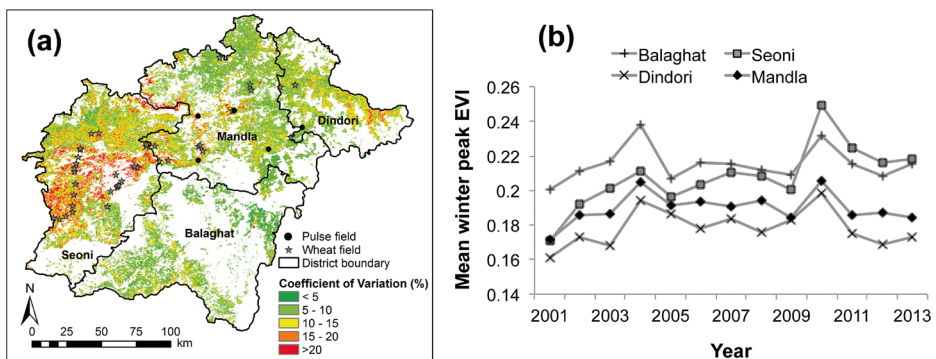 (a)
Mandla
Dindori
Balaghat
Seoni
Pulse field
Wheat field
District boundary
Coefficient of Variation (%)
< 5
5 - 10
10 - 15
15 - 20
>20
N
0 25 50 75 100
km
(b)
Balaghat Seoni
Dindori Mandla
Mean winter peak EVI
0.26
0.24
0.22
0.2
0.18
0.16
0.14
2001 2003 2005 2007 2009 2011 2013
Year